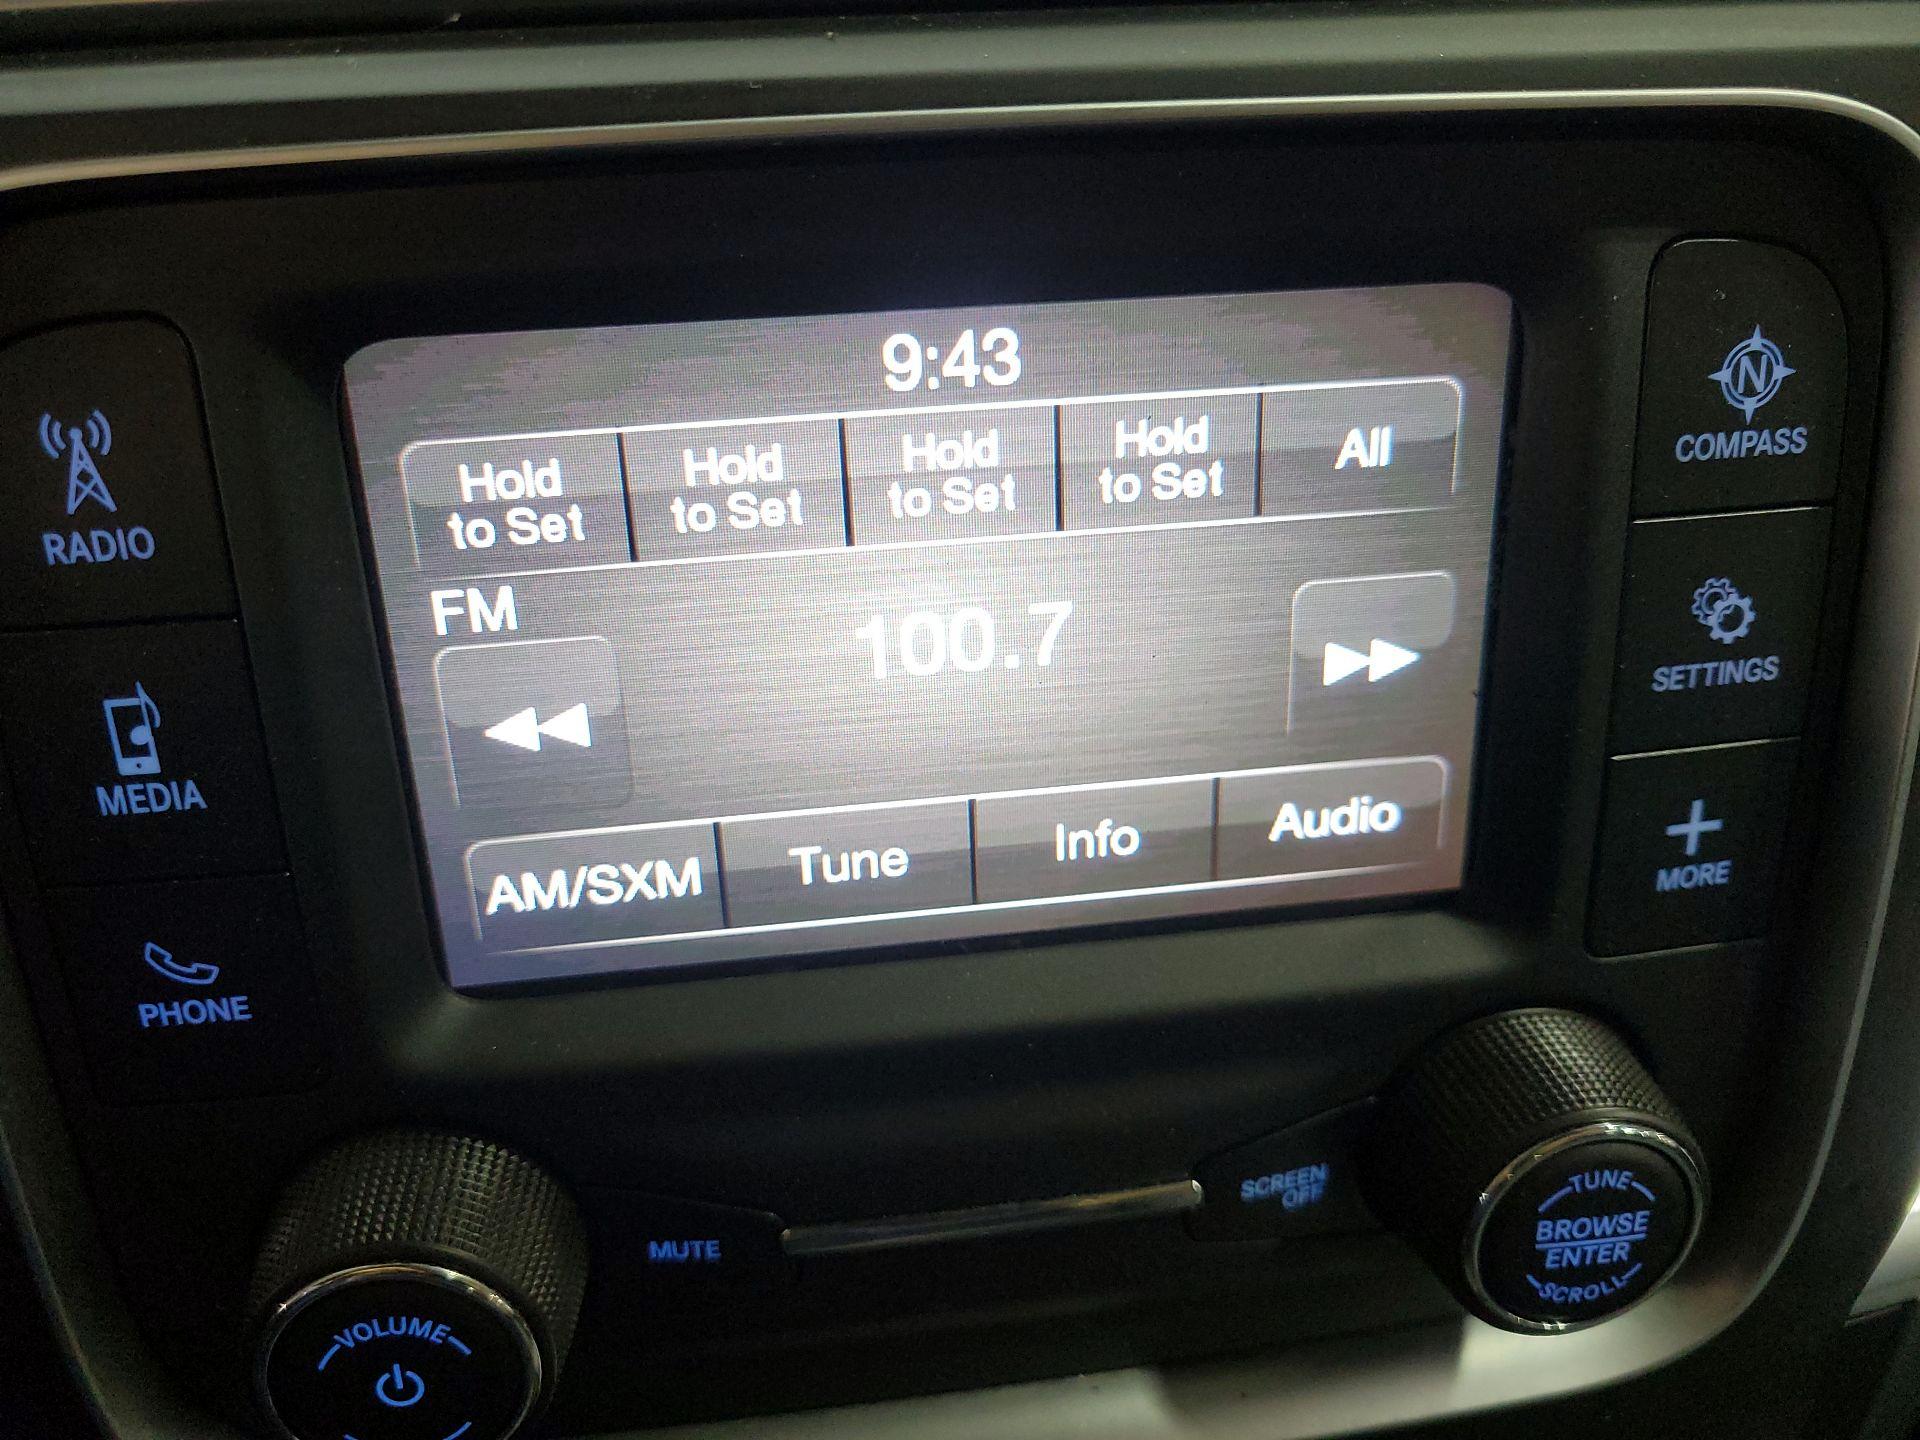 9:43
Hold
to Set
Hold
to Set
Hold
to Set
Hold
to Set
All
FM
100.7
AM/SXM
Tune
Info
Audio
RADIO
MEDIA
PHONE
N
COMPASS
SETTINGS
MORE
MUTE
SCREEN
OFF
VOLUME
TUNE
BROWSE
ENTER
SCROLL